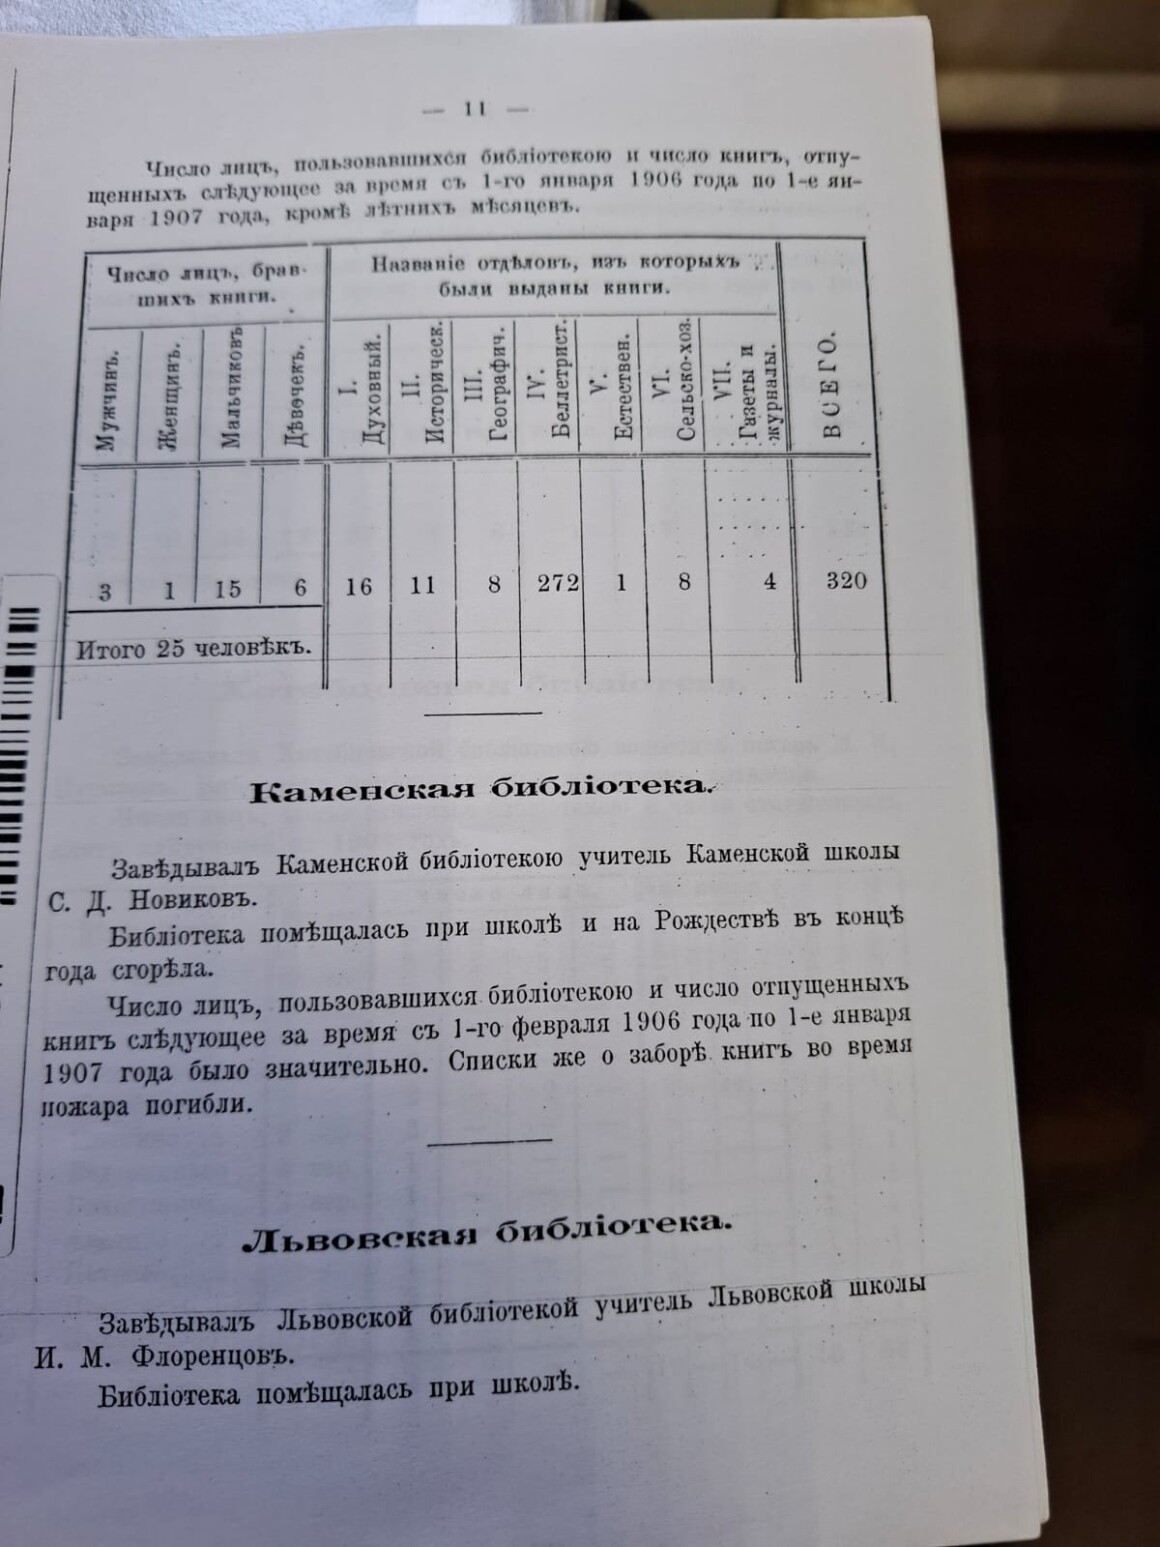 — 11 —
Число лицъ, пользовавшихся библіотекою и число книгъ, отпу-
щенныхъ слѣдующее за время съ 1-го января 1906 года по 1-е ян-
варя 1907 года, кромѣ лѣтнихъ мѣсяцевъ.
Число лицъ, брав-
шихъ книги.
Названіе отдѣловъ, изъ которыхъ
были выданы книги.
Мужчинъ.
Женщинъ.
Мальчиковъ
Дѣвочекъ.
I.
Духовный.
II.
Историческ.
III.
Географич.
IV.
Беллетрист.
V.
Естествен.
VI.
Сельско-хоз.
VII.
Газеты и
журналы.
ВСЕГО.
3 1 15 6 16 11 8 272 1 8 4 320
Итого 25 человѣкъ.
Каменская библіотека.
Завѣдывалъ Каменской библіотекою учитель Каменской школы
С. Д. Новиковъ.
Библіотека помѣщалась при школѣ и на Рождествѣ въ концѣ
года сгорѣла.
Число лицъ, пользовавшихся библіотекою и число отпущенныхъ
книгъ слѣдующее за время съ 1-го февраля 1906 года по 1-е января
1907 года было значительно. Списки же о заборѣ книгъ во время
пожара погибли.
Львовская библіотека.
Завѣдывалъ Львовской библіотекой учитель Львовской школы
И. М. Флоренцовъ.
Библіотека помѣщалась при школѣ.